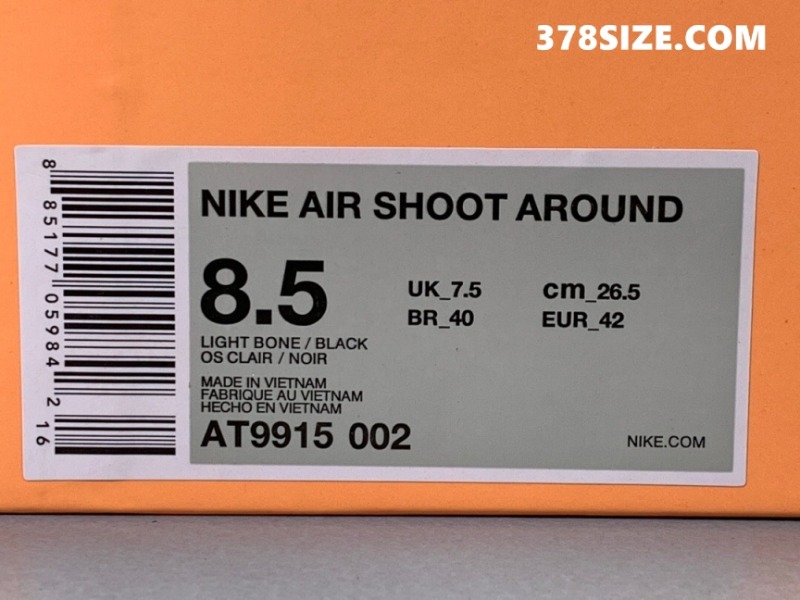 378SIZE.COM
8 85177 05984 2 16
NIKE AIR SHOOT AROUND
8.5
UK_7.5
cm_26.5
BR_40
EUR_42
LIGHT BONE / BLACK
OS CLAIR / NOIR
MADE IN VIETNAM
FABRIQUE AU VIETNAM
HECHO EN VIETNAM
AT9915 002
NIKE.COM